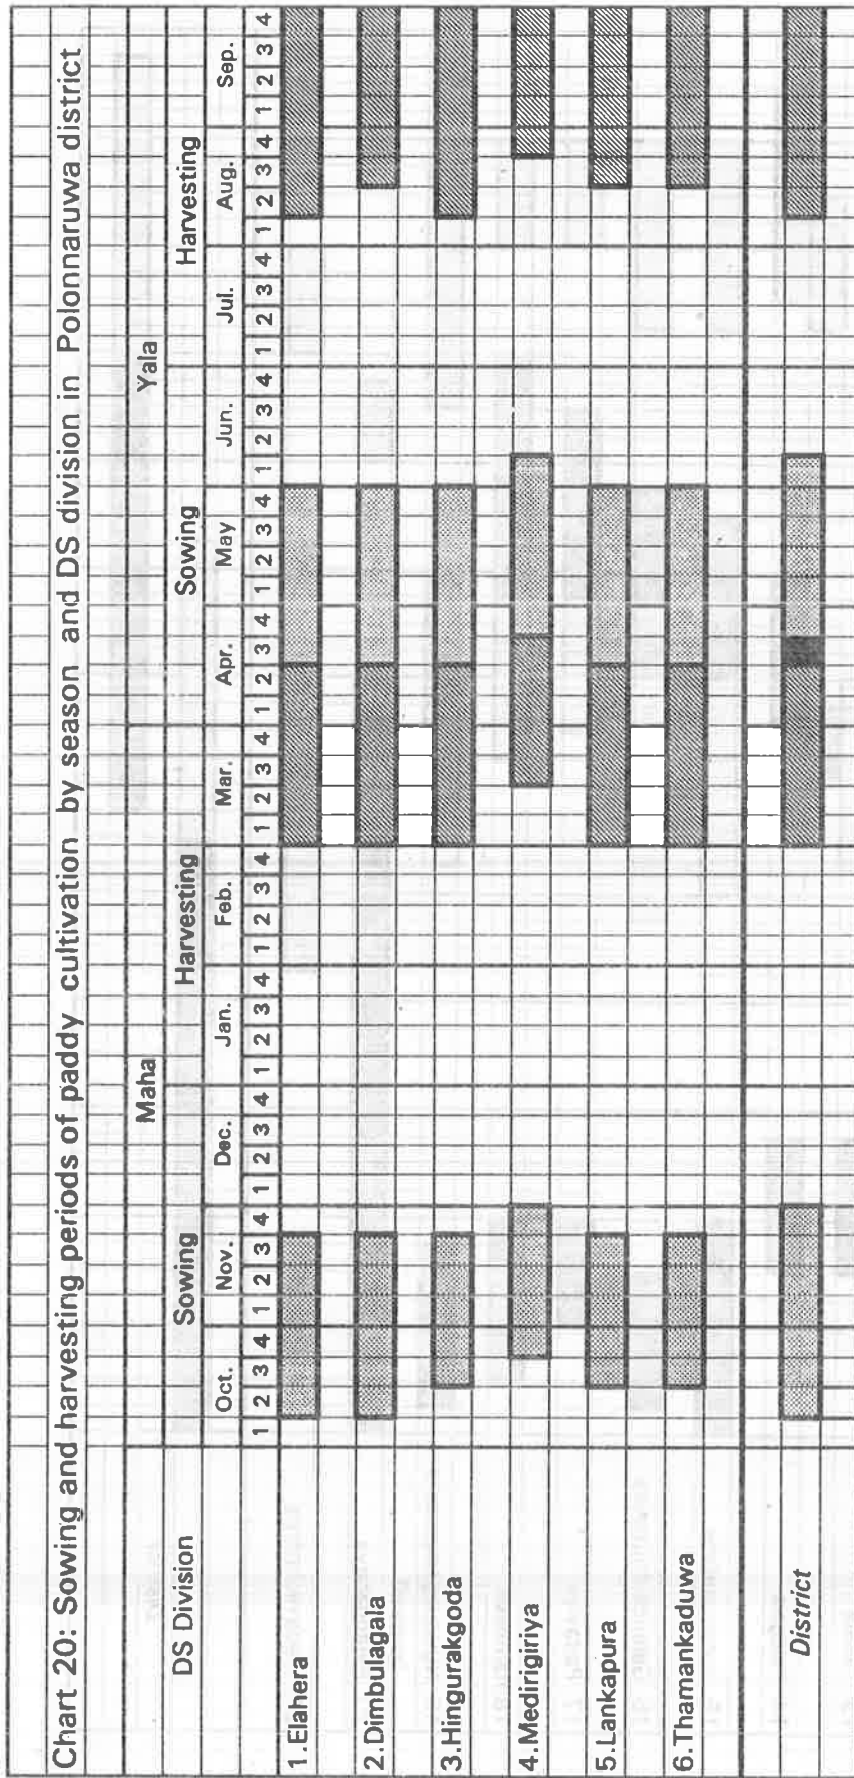 Chart 20: Sowing and harvesting periods of paddy cultivation by season and DS division in Polonnaruwa district
Maha Yala
DS Division Sowing Harvesting Sowing Harvesting
Oct. Nov. Dec. Jan. Feb. Mar. Apr. May Jun. Jul. Aug. Sep.
1 2 3 4 1 2 3 4 1 2 3 4 1 2 3 4 1 2 3 4 1 2 3 4 1 2 3 4 1 2 3 4 1 2 3 4 1 2 3 4 1 2 3 4 1 2 3 4
1.Elahera
2.Dimbulagala
3.Hingurakgoda
4.Medirigiriya
5.Lankapura
6.Thamankaduwa
District